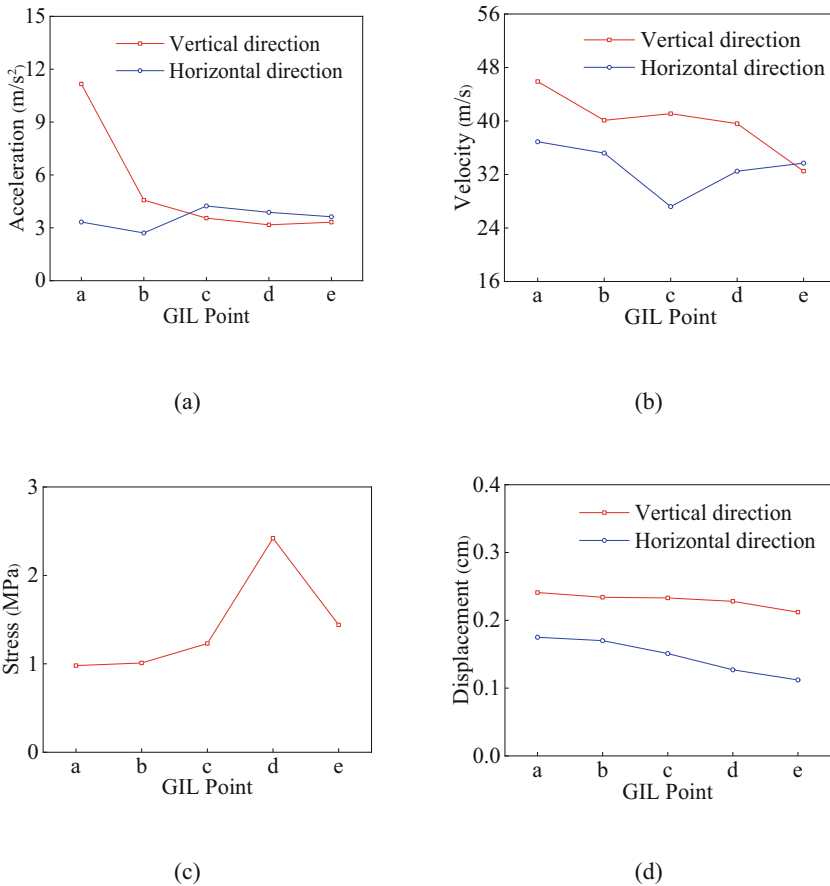 15
12
9
6
3
0
Acceleration (m/s²)
Vertical direction
Horizontal direction
a b c d e
GIL Point
(a)
56
48
40
32
24
16
Velocity (m/s)
Vertical direction
Horizontal direction
a b c d e
GIL Point
(b)
3
2
1
0
Stress (MPa)
a b c d e
GIL Point
(c)
0.4
0.3
0.2
0.1
0.0
Displacement (cm)
Vertical direction
Horizontal direction
a b c d e
GIL Point
(d)